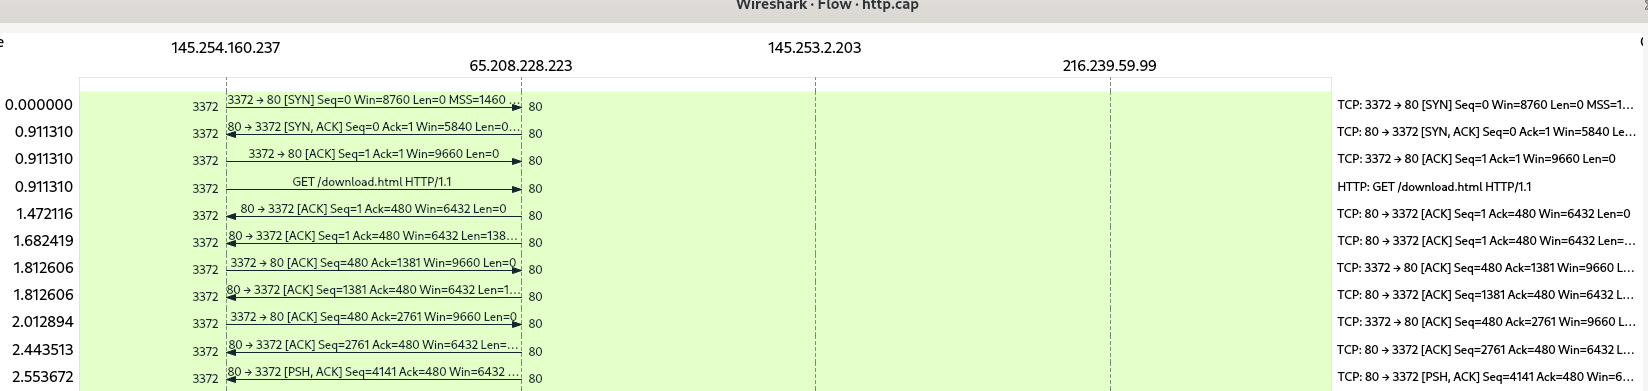 Wireshark · Flow · http.cap
e
145.254.160.237 145.253.2.203
65.208.228.223 216.239.59.99
0.000000 3372 3372 → 80 [SYN] Seq=0 Win=8760 Len=0 MSS=1460 … 80 TCP: 3372 → 80 [SYN] Seq=0 Win=8760 Len=0 MSS=1…
0.911310 3372 80 → 3372 [SYN, ACK] Seq=0 Ack=1 Win=5840 Len=0… 80 TCP: 80 → 3372 [SYN, ACK] Seq=0 Ack=1 Win=5840 Le…
0.911310 3372 3372 → 80 [ACK] Seq=1 Ack=1 Win=9660 Len=0 80 TCP: 3372 → 80 [ACK] Seq=1 Ack=1 Win=9660 Len=0
0.911310 3372 GET /download.html HTTP/1.1 80 HTTP: GET /download.html HTTP/1.1
1.472116 3372 80 → 3372 [ACK] Seq=1 Ack=480 Win=6432 Len=0 80 TCP: 80 → 3372 [ACK] Seq=1 Ack=480 Win=6432 Len=0
1.682419 3372 80 → 3372 [ACK] Seq=1 Ack=480 Win=6432 Len=138… 80 TCP: 80 → 3372 [ACK] Seq=1 Ack=480 Win=6432 Len=…
1.812606 3372 3372 → 80 [ACK] Seq=480 Ack=1381 Win=9660 Len=0 80 TCP: 3372 → 80 [ACK] Seq=480 Ack=1381 Win=9660 L…
1.812606 3372 80 → 3372 [ACK] Seq=1381 Ack=480 Win=6432 Len=1… 80 TCP: 80 → 3372 [ACK] Seq=1381 Ack=480 Win=6432 L…
2.012894 3372 3372 → 80 [ACK] Seq=480 Ack=2761 Win=9660 Len=0 80 TCP: 3372 → 80 [ACK] Seq=480 Ack=2761 Win=9660 L…
2.443513 3372 80 → 3372 [ACK] Seq=2761 Ack=480 Win=6432 Len=… 80 TCP: 80 → 3372 [ACK] Seq=2761 Ack=480 Win=6432 L…
2.553672 3372 80 → 3372 [PSH, ACK] Seq=4141 Ack=480 Win=6432 … 80 TCP: 80 → 3372 [PSH, ACK] Seq=4141 Ack=480 Win=6…